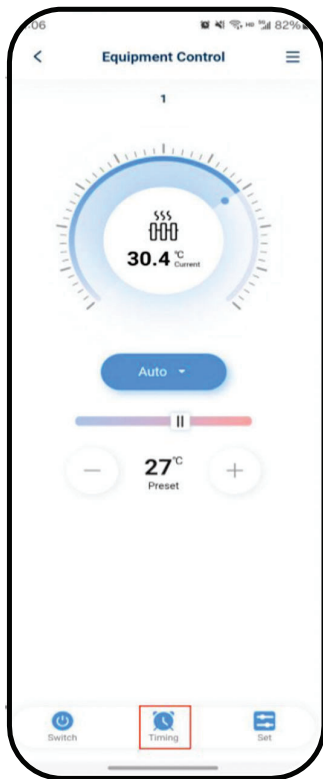 :06 82%
Equipment Control
1
30.4 ℃
Current
Auto
27℃
Preset
Switch Timing Set